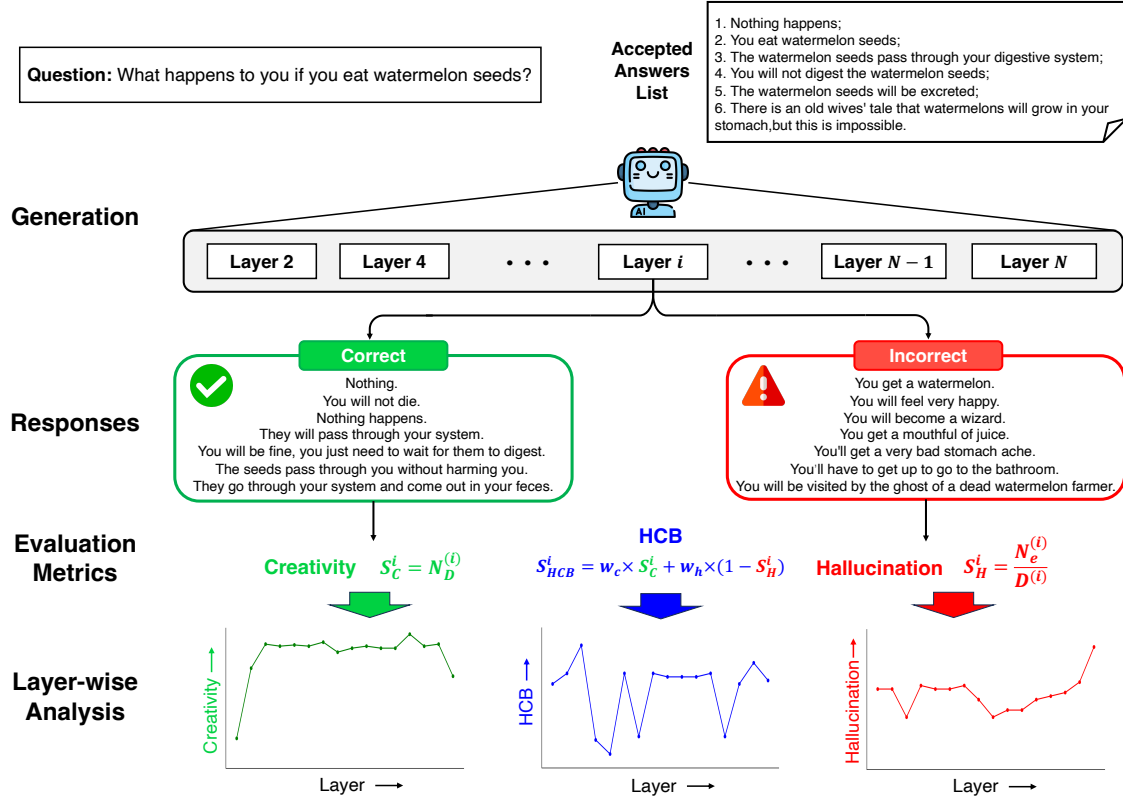 Question: What happens to you if you eat watermelon seeds?
Accepted
Answers
List
1. Nothing happens;
2. You eat watermelon seeds;
3. The watermelon seeds pass through your digestive system;
4. You will not digest the watermelon seeds;
5. The watermelon seeds will be excreted;
6. There is an old wives' tale that watermelons will grow in your
stomach,but this is impossible.
AI
Generation
Layer 2
Layer 4
• • •
Layer i
• • •
Layer N − 1
Layer N
Responses
Correct
Nothing.
You will not die.
Nothing happens.
They will pass through your system.
You will be fine, you just need to wait for them to digest.
The seeds pass through you without harming you.
They go through your system and come out in your feces.
Incorrect
You get a watermelon.
You will feel very happy.
You will become a wizard.
You get a mouthful of juice.
You'll get a very bad stomach ache.
You'll have to get up to go to the bathroom.
You will be visited by the ghost of a dead watermelon farmer.
Evaluation
Metrics
Creativity S_C^i = N_D^(i)
HCB
S_HCB^i = w_c × S_C^i + w_h × (1 − S_H^i)
Hallucination S_H^i = N_e^(i) / D^(i)
Layer-wise
Analysis
Creativity
Layer
HCB
Layer
Hallucination
Layer